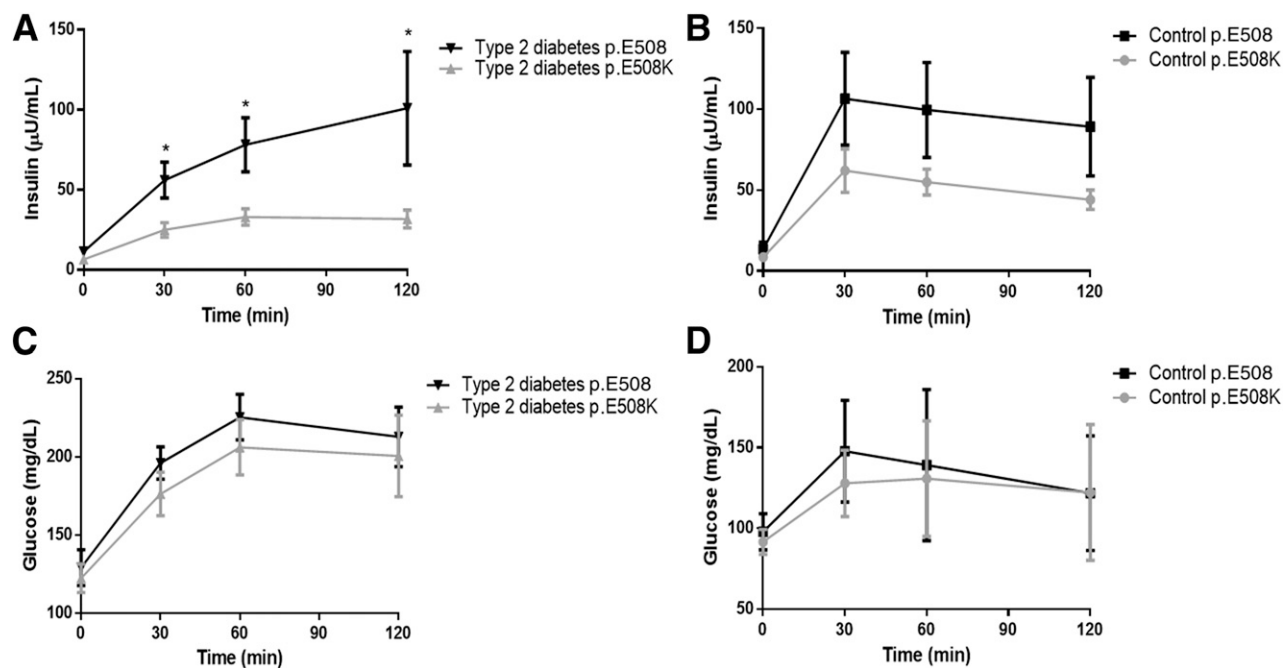 A
Type 2 diabetes p.E508
Type 2 diabetes p.E508K
150
100
50
0
Insulin (µU/mL)
*
*
*
0 30 60 90 120
Time (min)
B
Control p.E508
Control p.E508K
150
100
50
0
Insulin (µU/mL)
0 30 60 90 120
Time (min)
C
Type 2 diabetes p.E508
Type 2 diabetes p.E508K
250
200
150
100
Glucose (mg/dL)
0 30 60 90 120
Time (min)
D
Control p.E508
Control p.E508K
200
150
100
50
Glucose (mg/dL)
0 30 60 90 120
Time (min)